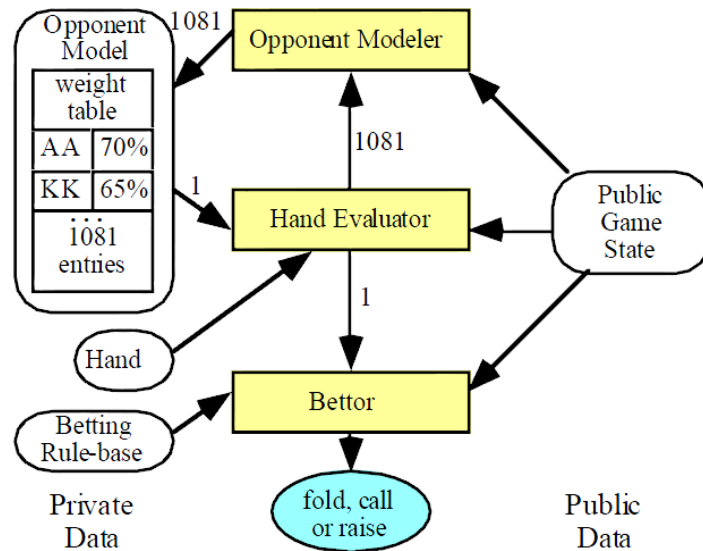 Opponent
Model
1081
Opponent Modeler
weight
table
AA 70%
KK 65%
...
1081
entries
1
1081
Hand Evaluator
Public
Game
State
1
Hand
Bettor
Betting
Rule-base
fold, call
or raise
Private
Data
Public
Data